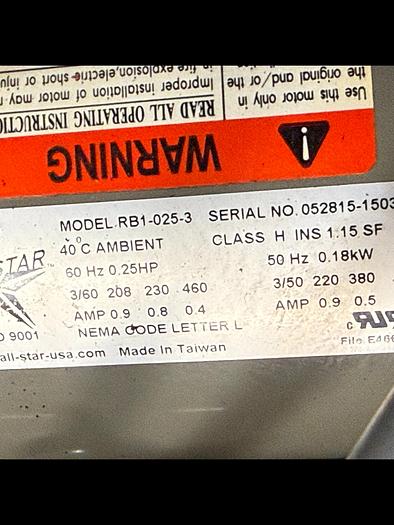 Use this motor in only
the original and/or the
READ ALL OPERATING
Improper installation of motor may
in fire explosion, electric short or
WARNING
MODEL.RB1-025-3 SERIAL NO. 052815-1503
40°C AMBIENT CLASS H INS 1.15 SF
60 Hz 0.25HP 50 Hz 0.18kW
3/60 208 230 460 3/50 220 380
AMP 0.9 0.8 0.4 AMP 0.9 0.5
NEMA CODE LETTER L
STAR
9001
all-star-usa.com Made In Taiwan
File E466